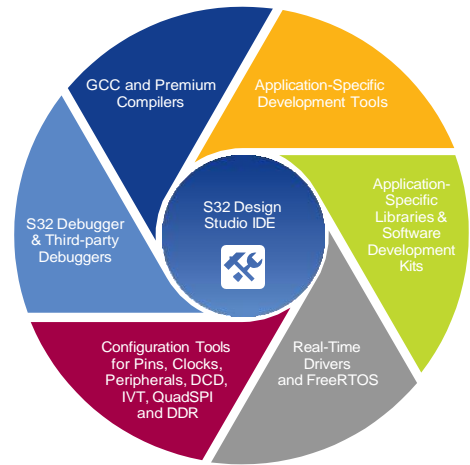 GCC and Premium
Compilers
Application-Specific
Development Tools
Application-
Specific
Libraries &
Software
Development
Kits
S32 Design
Studio IDE
S32 Debugger
& Third-party
Debuggers
Configuration Tools
for Pins, Clocks,
Peripherals, DCD,
IVT, QuadSPI
and DDR
Real-Time
Drivers
and FreeRTOS